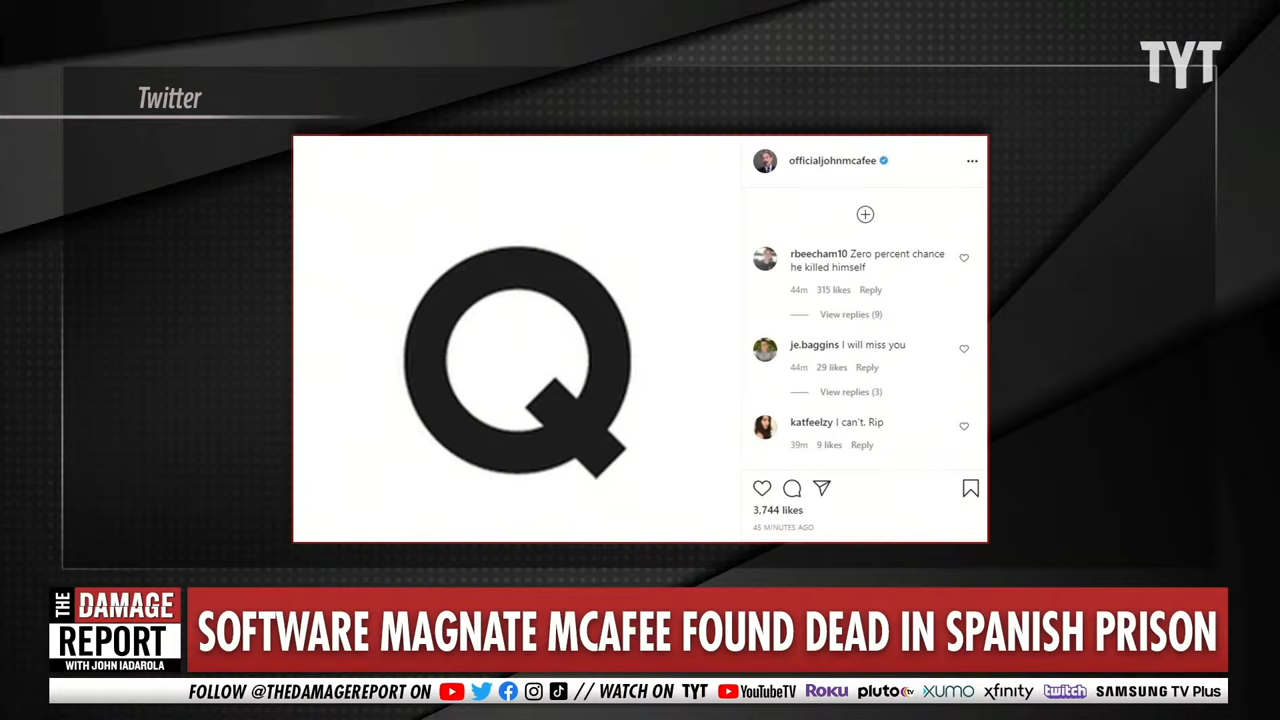 TYT
Twitter
Q
officialjohnmcafee
rbeecham10 Zero percent chance
he killed himself
44m 315 likes Reply
View replies (9)
je.baggins I will miss you
44m 29 likes Reply
View replies (3)
katfeelzy I can't. Rip
39m 9 likes Reply
3,744 likes
45 MINUTES AGO
THE DAMAGE
REPORT
WITH JOHN IADAROLA
SOFTWARE MAGNATE MCAFEE FOUND DEAD IN SPANISH PRISON
FOLLOW @THEDAMAGEREPORT ON // WATCH ON TYT YouTubeTV Roku pluto tv XUMO xfinity twitch SAMSUNG TV Plus